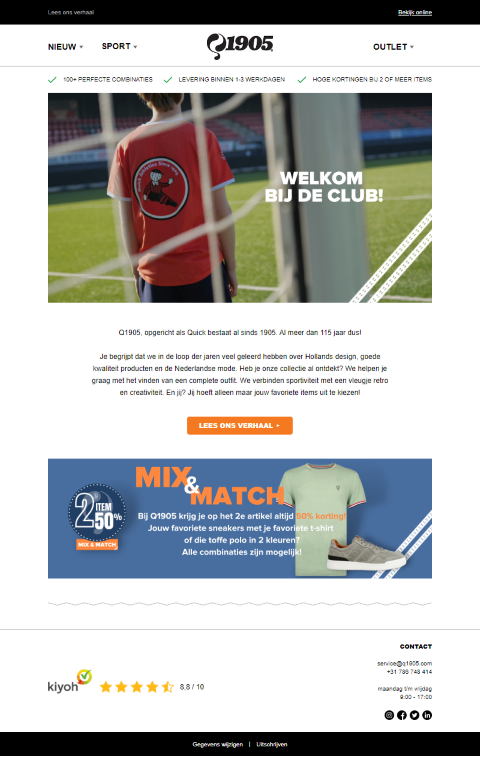 Lees ons verhaal
Bekijk online
NIEUW
SPORT
Q1905
OUTLET
100+ PERFECTE COMBINATIES
LEVERING BINNEN 1-3 WERKDAGEN
HOGE KORTINGEN BIJ 2 OF MEER ITEMS
WELKOM
BIJ DE CLUB!
Q1905, opgericht als Quick bestaat al sinds 1905. Al meer dan 115 jaar dus!
Je begrijpt dat we in de loop der jaren veel geleerd hebben over Hollands design, goede
kwaliteit producten en de Nederlandse mode. Heb je onze collectie al ontdekt? We helpen je
graag met het vinden van een complete outfit. We verbinden sportiviteit met een vleugje retro
en creativiteit. En jij? Jij hoeft alleen maar jouw favoriete items uit te kiezen!
LEES ONS VERHAAL
MIX
&
MATCH
2 ITEM
50%
MIX & MATCH
Bij Q1905 krijg je op het 2e artikel altijd 50% korting!
Jouw favoriete sneakers met je favoriete t-shirt
of die toffe polo in 2 kleuren?
Alle combinaties zijn mogelijk!
CONTACT
service@q1905.com
+31 786 748 414
maandag t/m vrijdag
9:00 - 17:00
kiyoh
8,8 / 10
Gegevens wijzigen | Uitschrijven